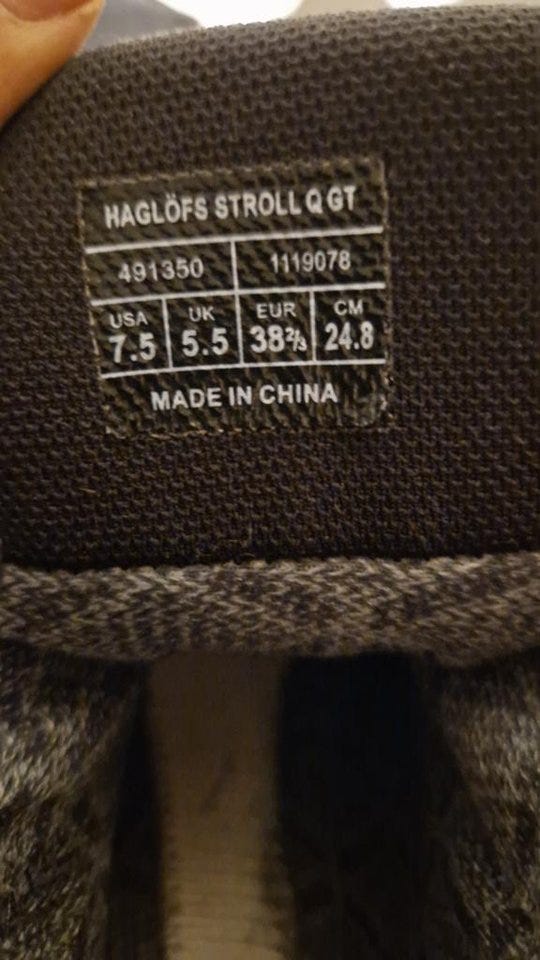 HAGLÖFS STROLL Q GT
491350 1119078
USA UK EUR CM
7.5 5.5 38⅔ 24.8
MADE IN CHINA